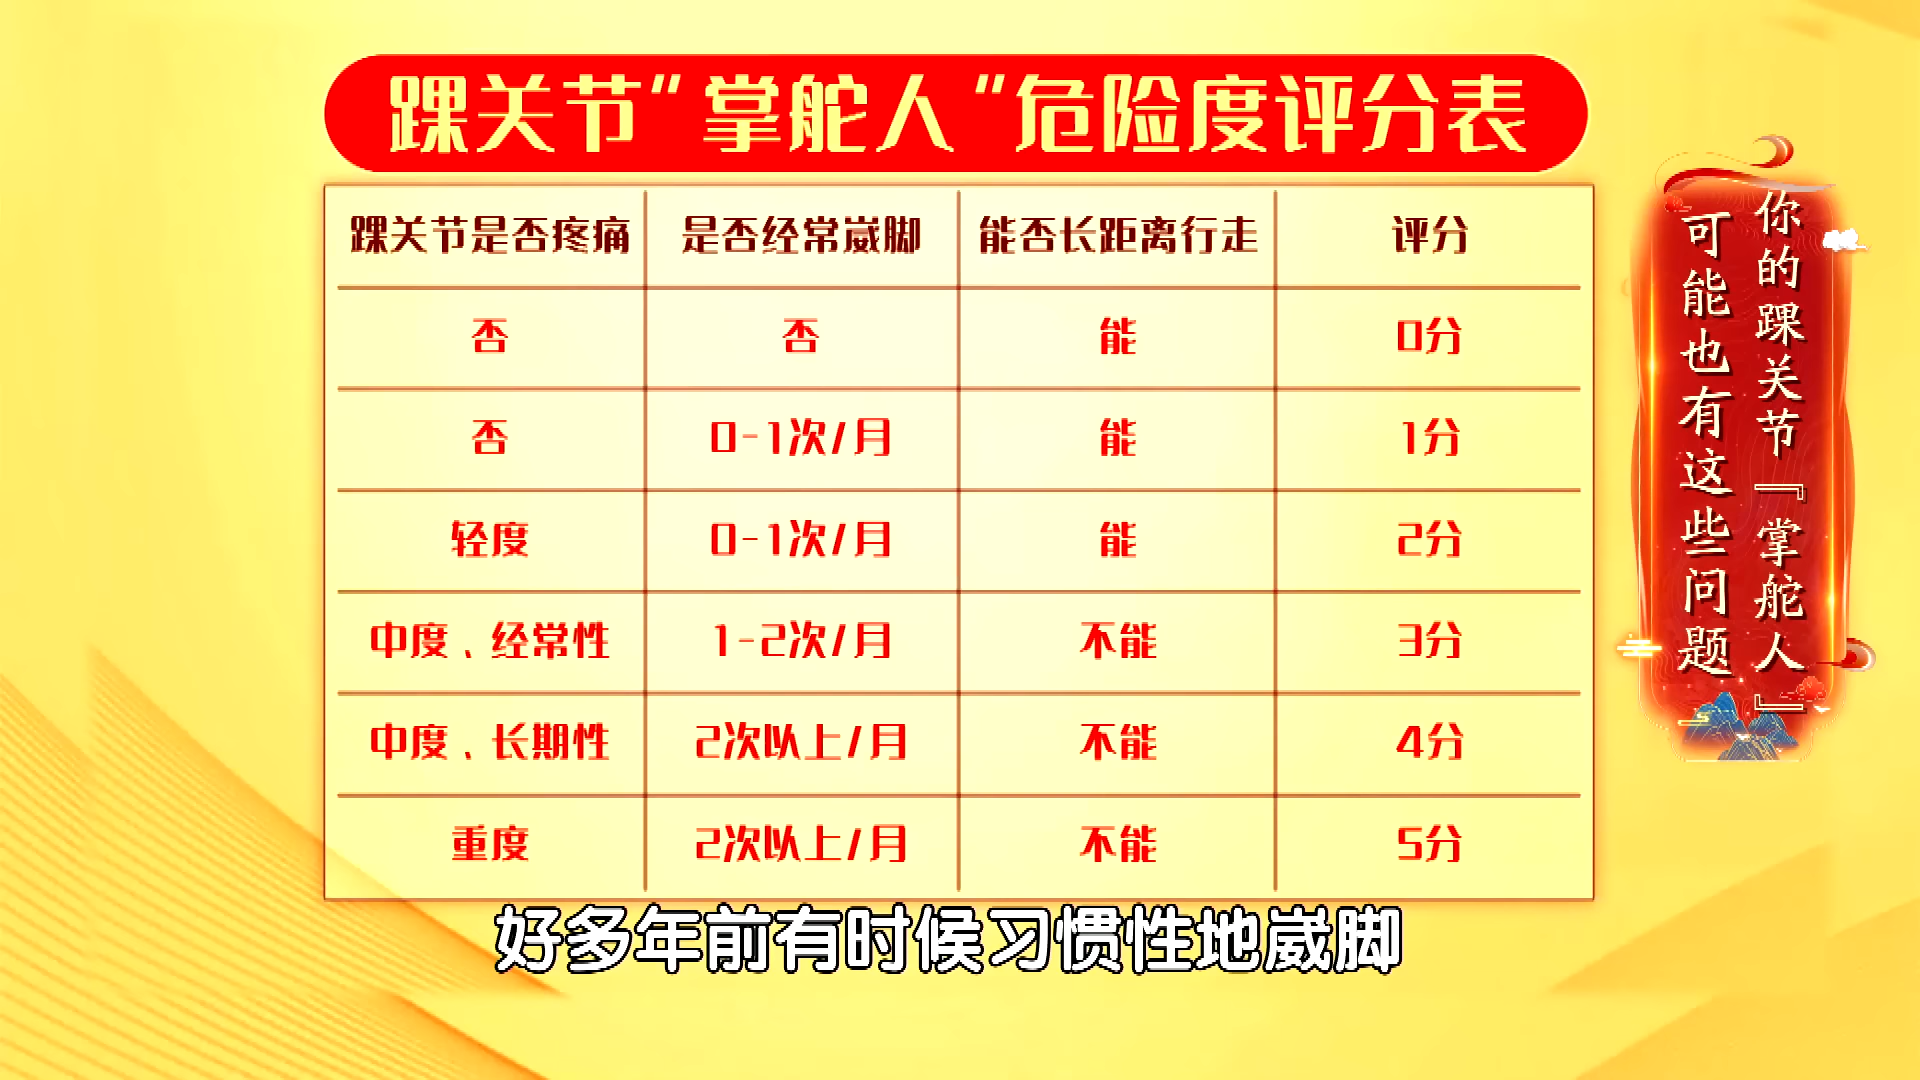 踝关节“掌舵人“危险度评分表
踝关节是否疼痛 是否经常崴脚 能否长距离行走 评分
否 否 能 0分
否 0-1次/月 能 1分
轻度 0-1次/月 能 2分
中度、经常性 1-2次/月 不能 3分
中度、长期性 2次以上/月 不能 4分
重度 2次以上/月 不能 5分
你的踝关节『掌舵人』
可能也有这些问题
好多年前有时候习惯性地崴脚